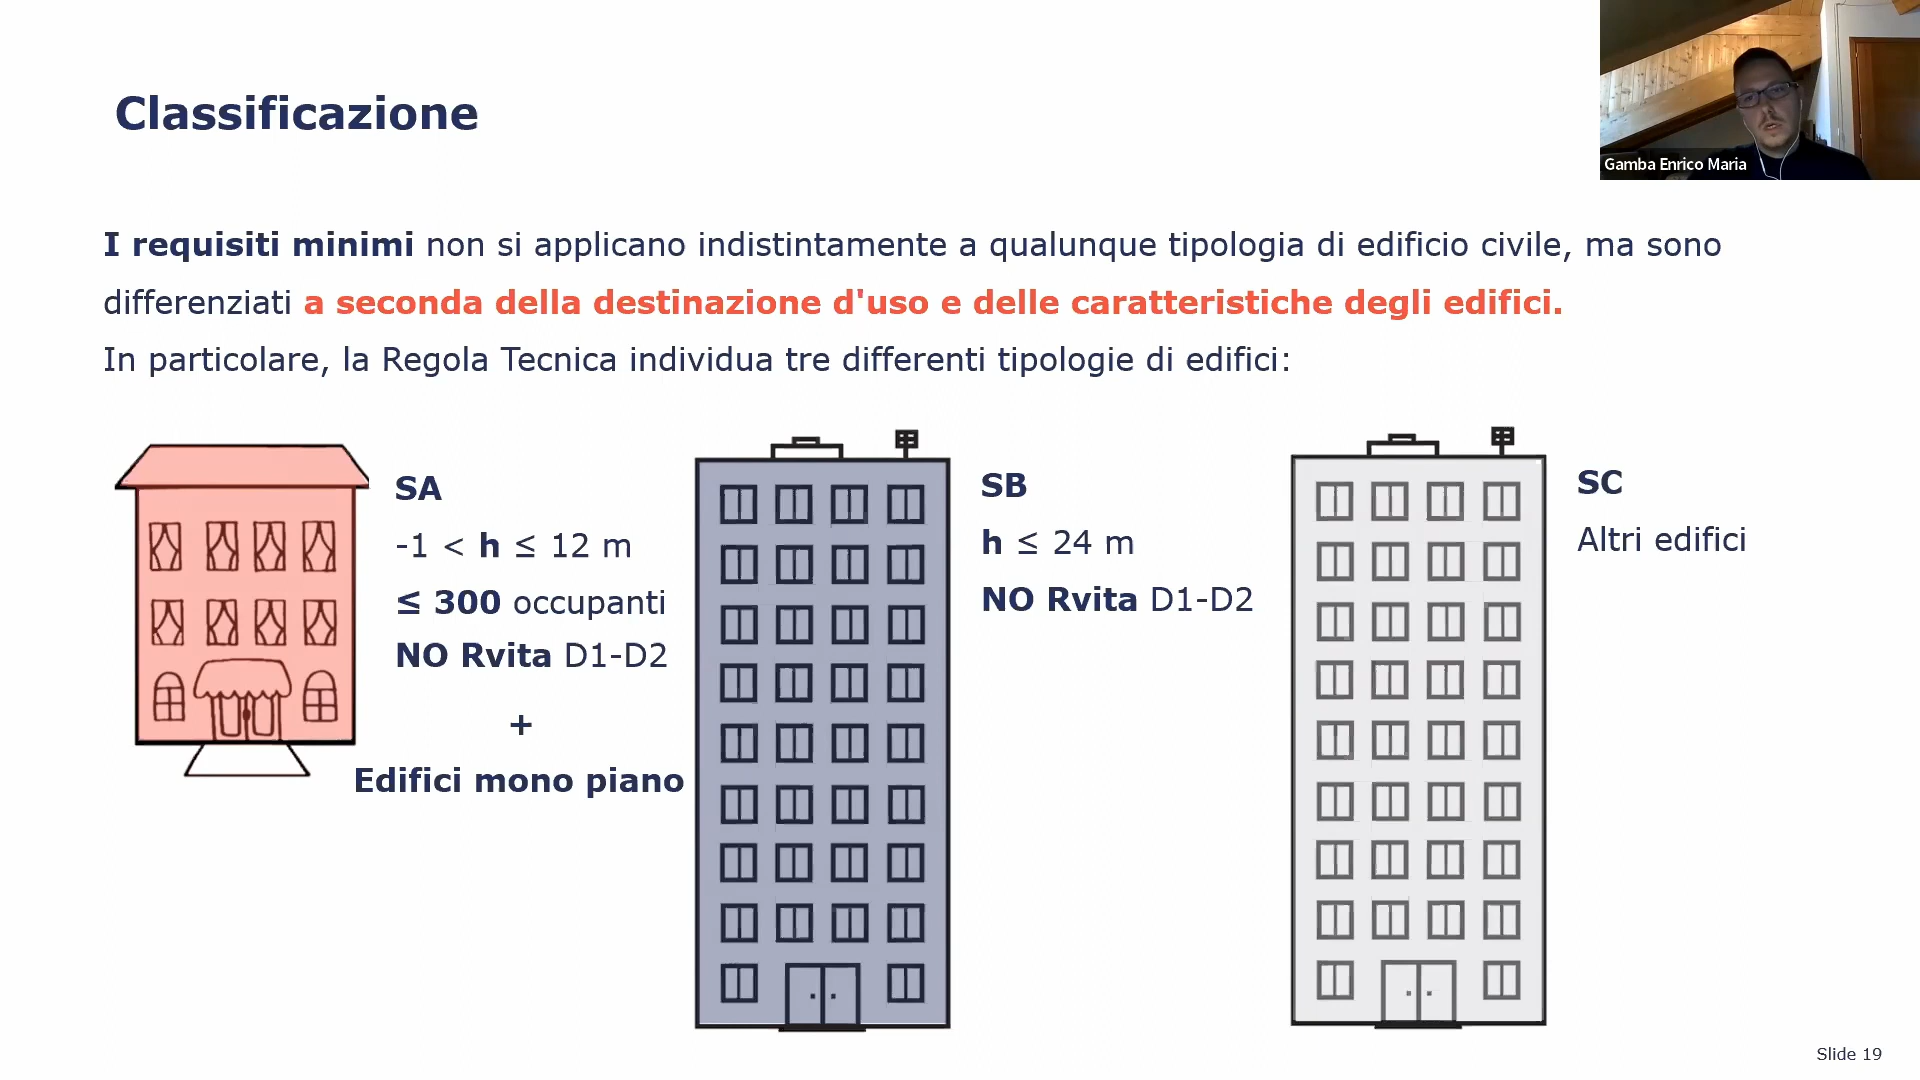 Classificazione
Gamba Enrico Maria
I requisiti minimi non si applicano indistintamente a qualunque tipologia di edificio civile, ma sono
differenziati a seconda della destinazione d'uso e delle caratteristiche degli edifici.
In particolare, la Regola Tecnica individua tre differenti tipologie di edifici:
SA
-1 < h ≤ 12 m
≤ 300 occupanti
NO Rvita D1-D2
+
Edifici mono piano
SB
h ≤ 24 m
NO Rvita D1-D2
SC
Altri edifici
Slide 19